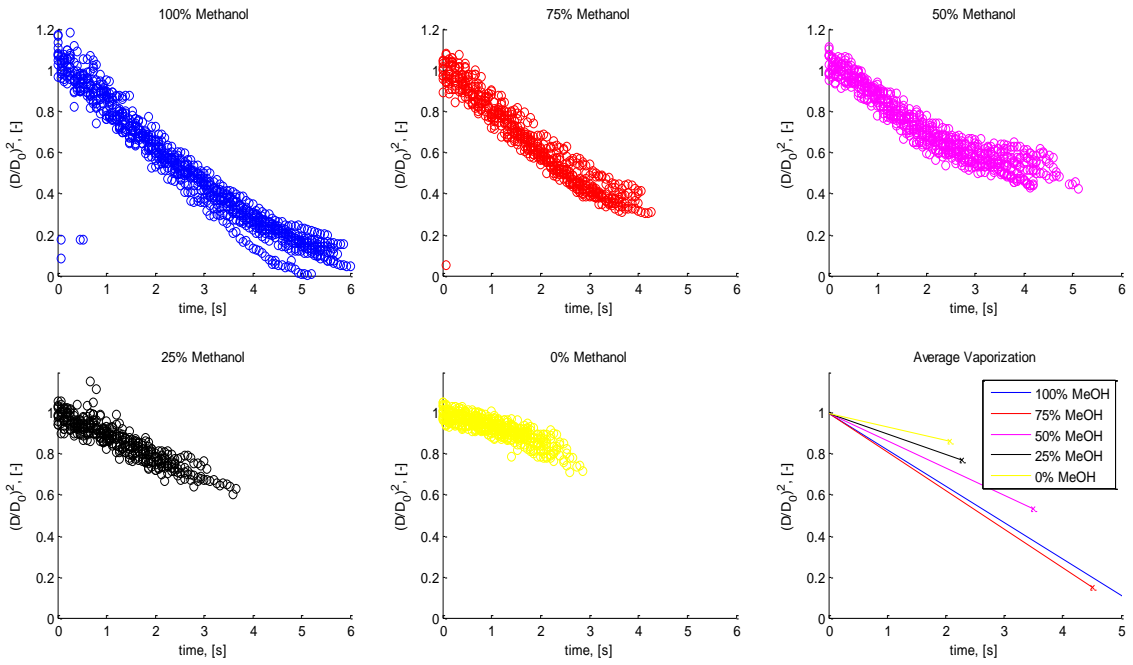 100% Methanol
1.2
1
0.8
0.6
0.4
0.2
0
(D/D0)2, [-]
0 1 2 3 4 5 6
time, [s]
75% Methanol
1.2
1
0.8
0.6
0.4
0.2
0
(D/D0)2, [-]
0 1 2 3 4 5 6
time, [s]
50% Methanol
1.2
1
0.8
0.6
0.4
0.2
0
(D/D0)2, [-]
0 1 2 3 4 5 6
time, [s]
25% Methanol
1
0.8
0.6
0.4
0.2
0
(D/D0)2, [-]
0 1 2 3 4 5 6
time, [s]
0% Methanol
1
0.8
0.6
0.4
0.2
0
(D/D0)2, [-]
0 1 2 3 4 5 6
time, [s]
Average Vaporization
1
0.8
0.6
0.4
0.2
0
(D/D0)2, [-]
0 1 2 3 4 5
time, [s]
100% MeOH
75% MeOH
50% MeOH
25% MeOH
0% MeOH